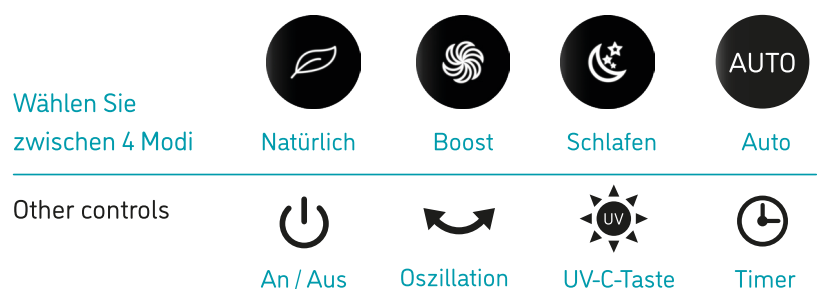 AUTO
Wählen Sie
zwischen 4 Modi
Natürlich Boost Schlafen Auto
Other controls
UV
An / Aus Oszillation UV-C-Taste Timer